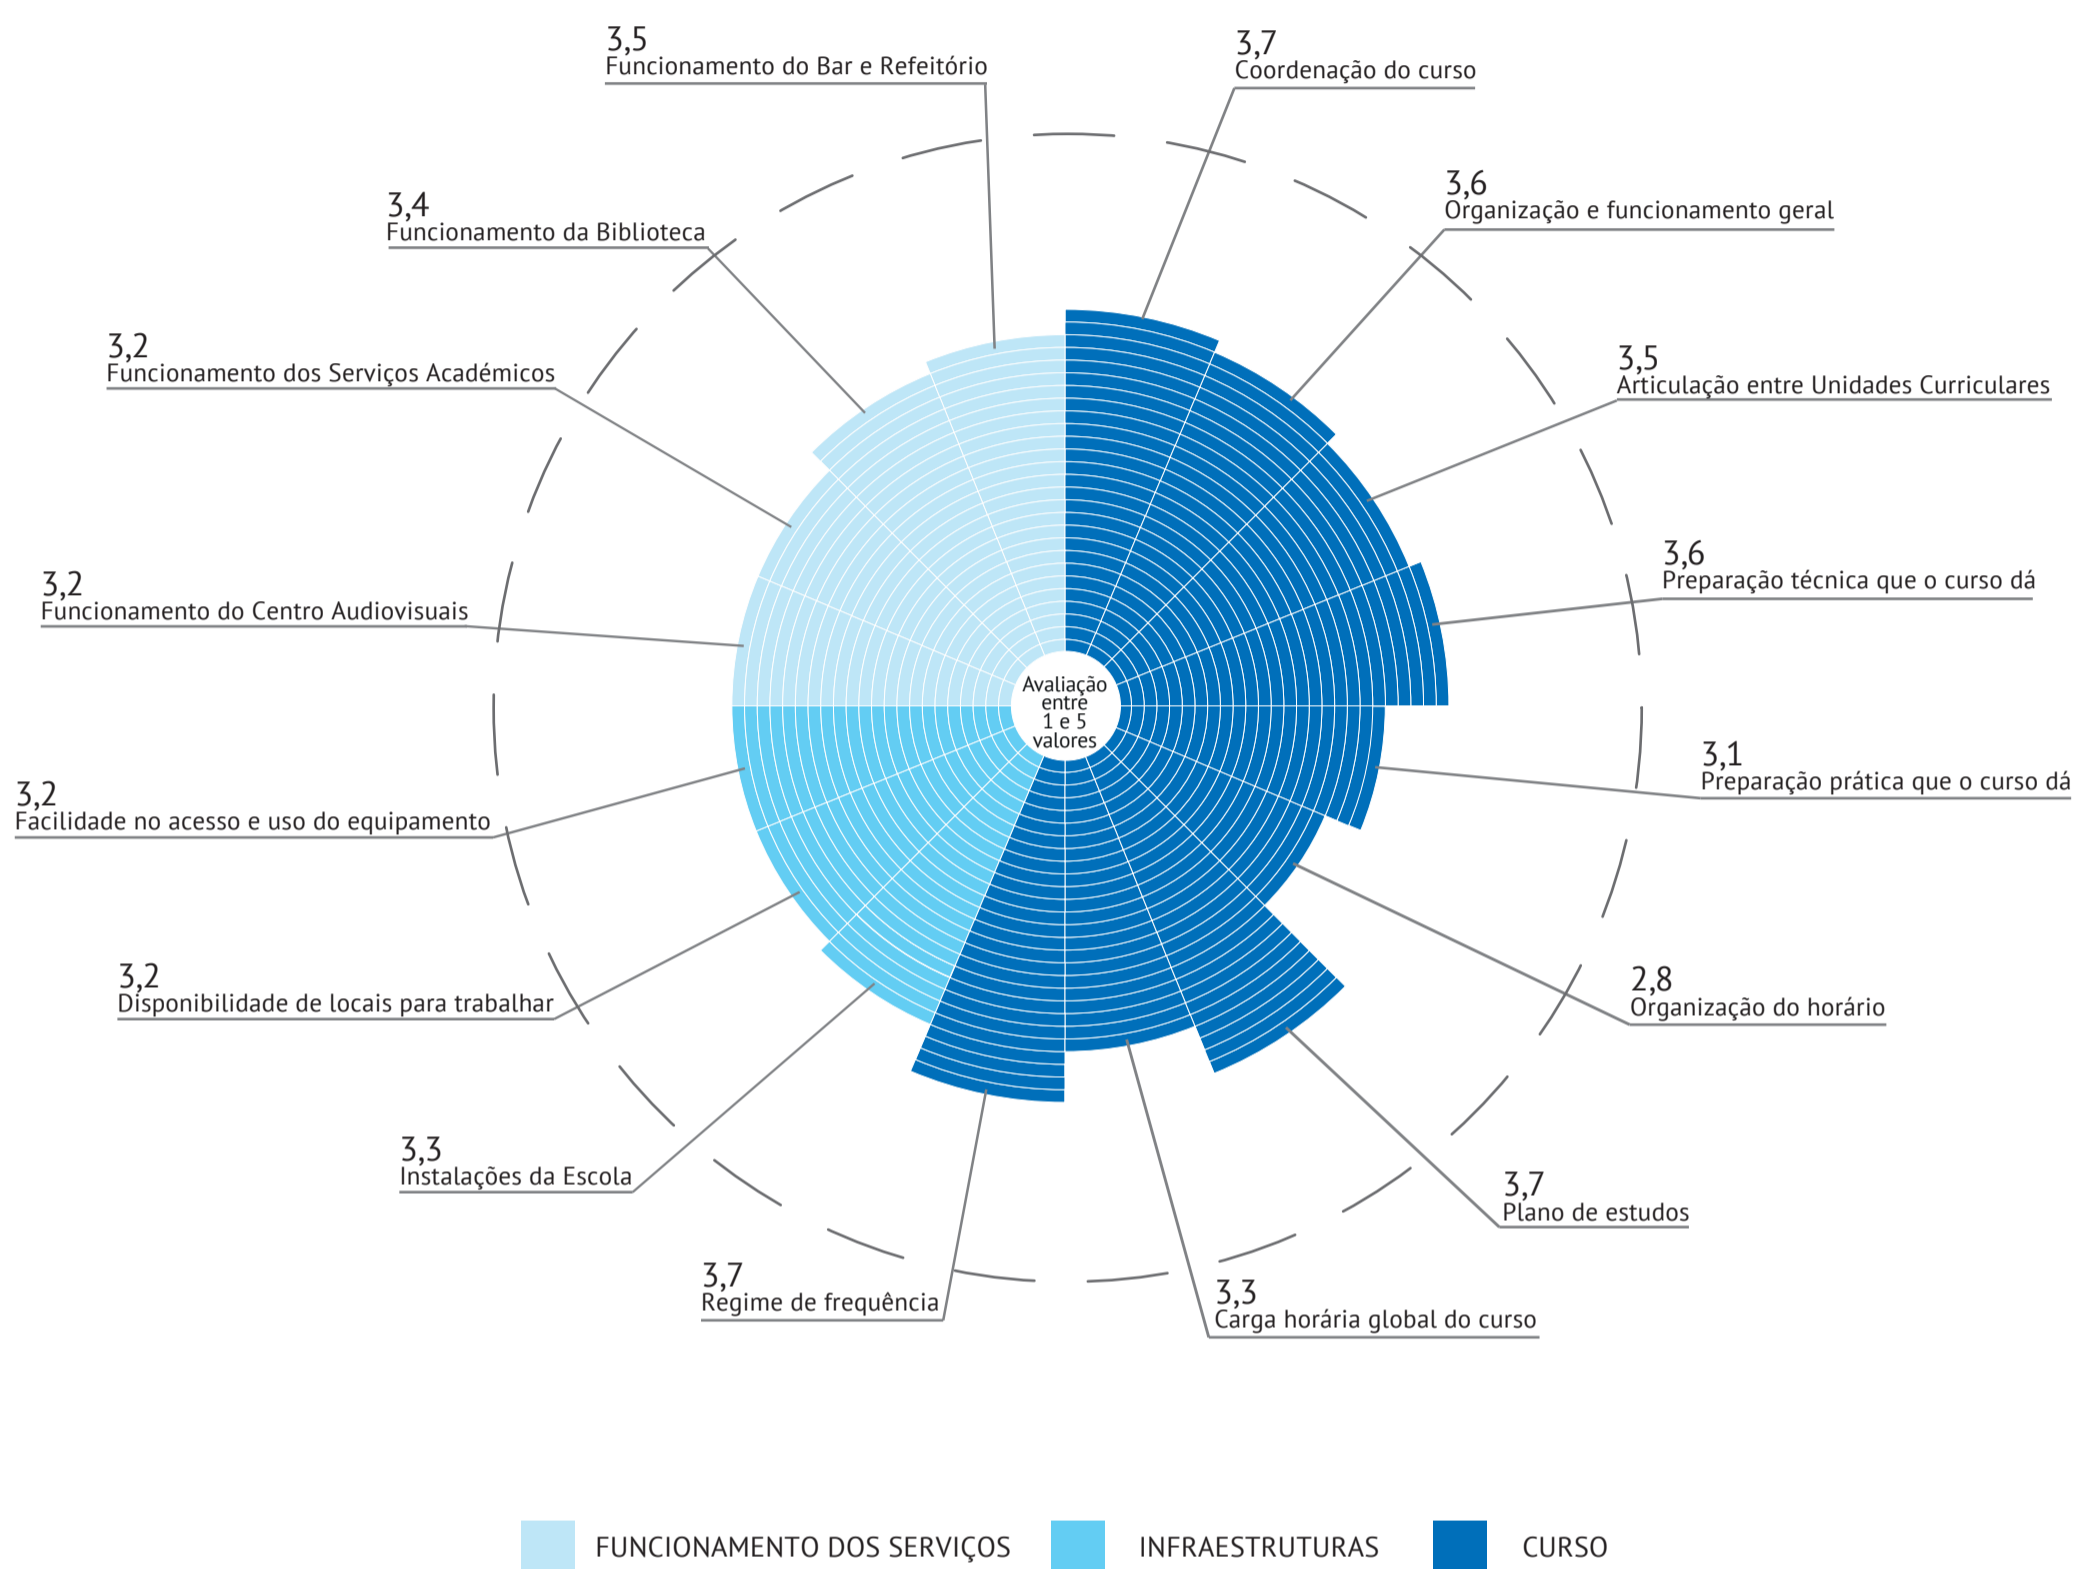 3,5
Funcionamento do Bar e Refeitório
3,7
Coordenação do curso
3,4
Funcionamento da Biblioteca
3,6
Organização e funcionamento geral
3,2
Funcionamento dos Serviços Académicos
3,5
Articulação entre Unidades Curriculares
3,2
Funcionamento do Centro Audiovisuais
3,6
Preparação técnica que o curso dá
Avaliação
entre
1 e 5
valores
3,2
Facilidade no acesso e uso do equipamento
3,1
Preparação prática que o curso dá
3,2
Disponibilidade de locais para trabalhar
2,8
Organização do horário
3,3
Instalações da Escola
3,7
Plano de estudos
3,7
Regime de frequência
3,3
Carga horária global do curso
FUNCIONAMENTO DOS SERVIÇOS
INFRAESTRUTURAS
CURSO